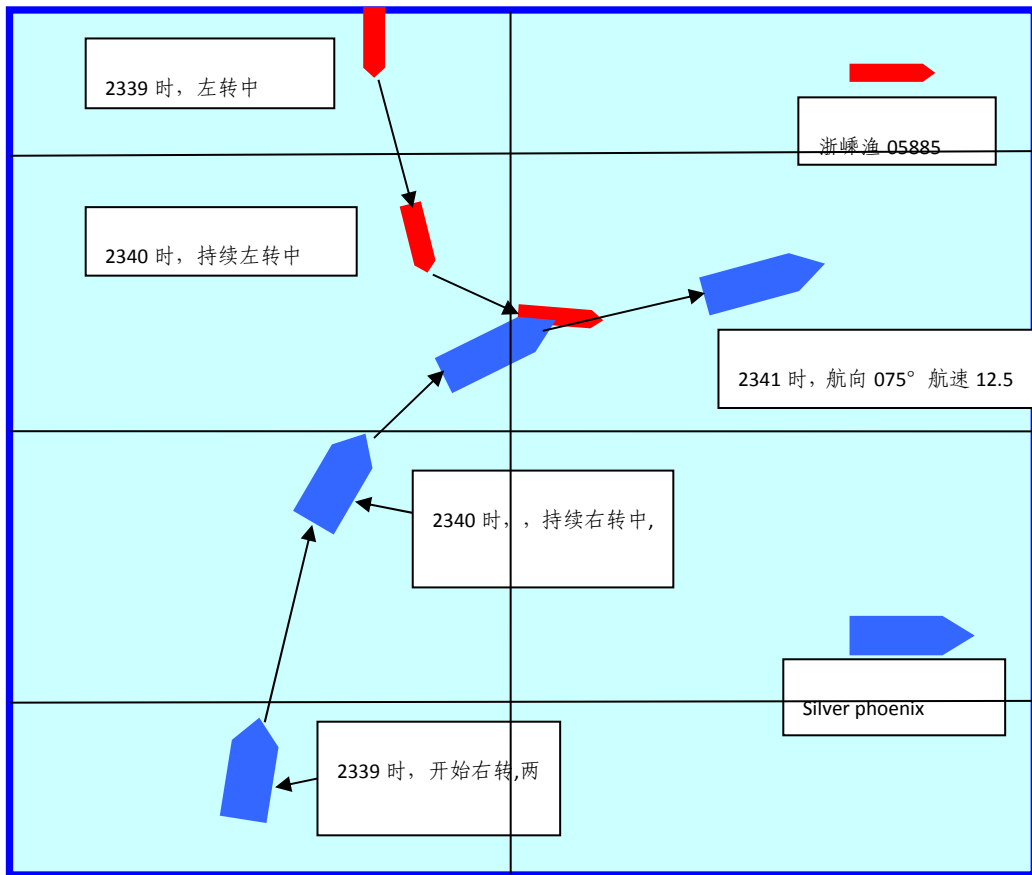 2339 时，左转中
浙嵊渔 05885
2340 时，持续左转中
2341 时，航向 075° 航速 12.5
2340 时，，持续右转中,
Silver phoenix
2339 时，开始右转,两